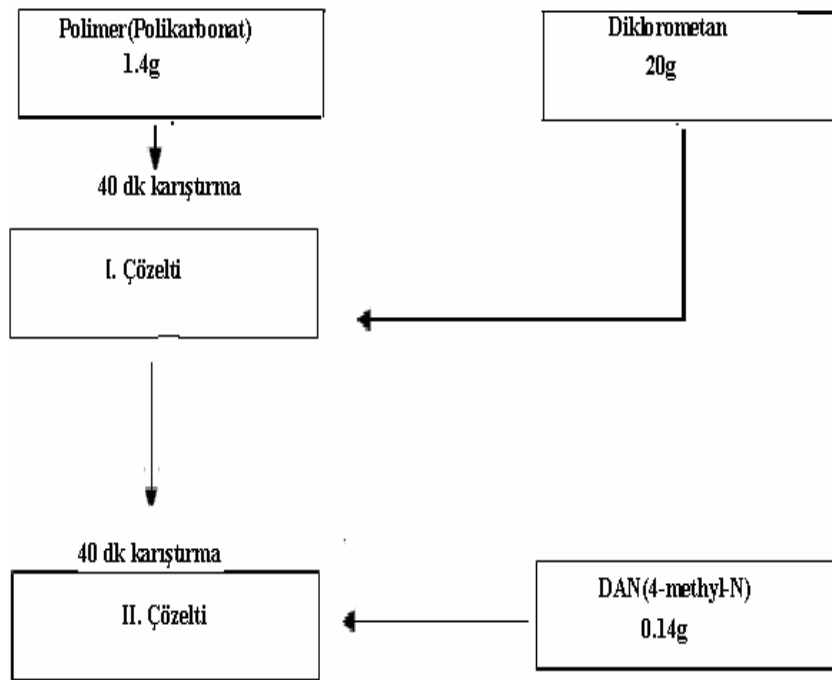 Polimer(Polikarbonat)
1.4g
Diklorometan
20g
40 dk karıştırma
I. Çözelti
40 dk karıştırma
II. Çözelti
DAN(4-methyl-N)
0.14g